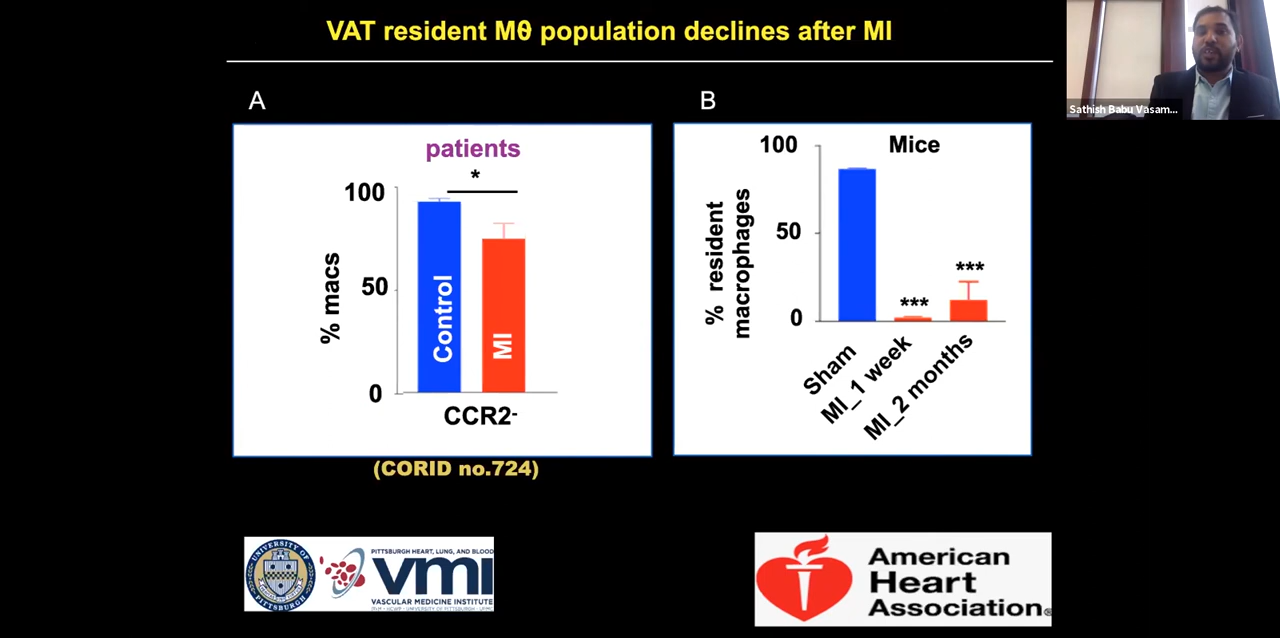 VAT resident Mθ population declines after MI
Sathish Babu Vasam...
A
B
patients
*
100
50
0
% macs
Control
MI
CCR2-
(CORID no.724)
Mice
100
50
0
% resident
macrophages
***
***
Sham
MI_1 week
MI_2 months
UNIVERSITY OF
PITTSBURGH
PITTSBURGH HEART, LUNG, AND BLOOD
vmi
VASCULAR MEDICINE INSTITUTE
American
Heart
Association